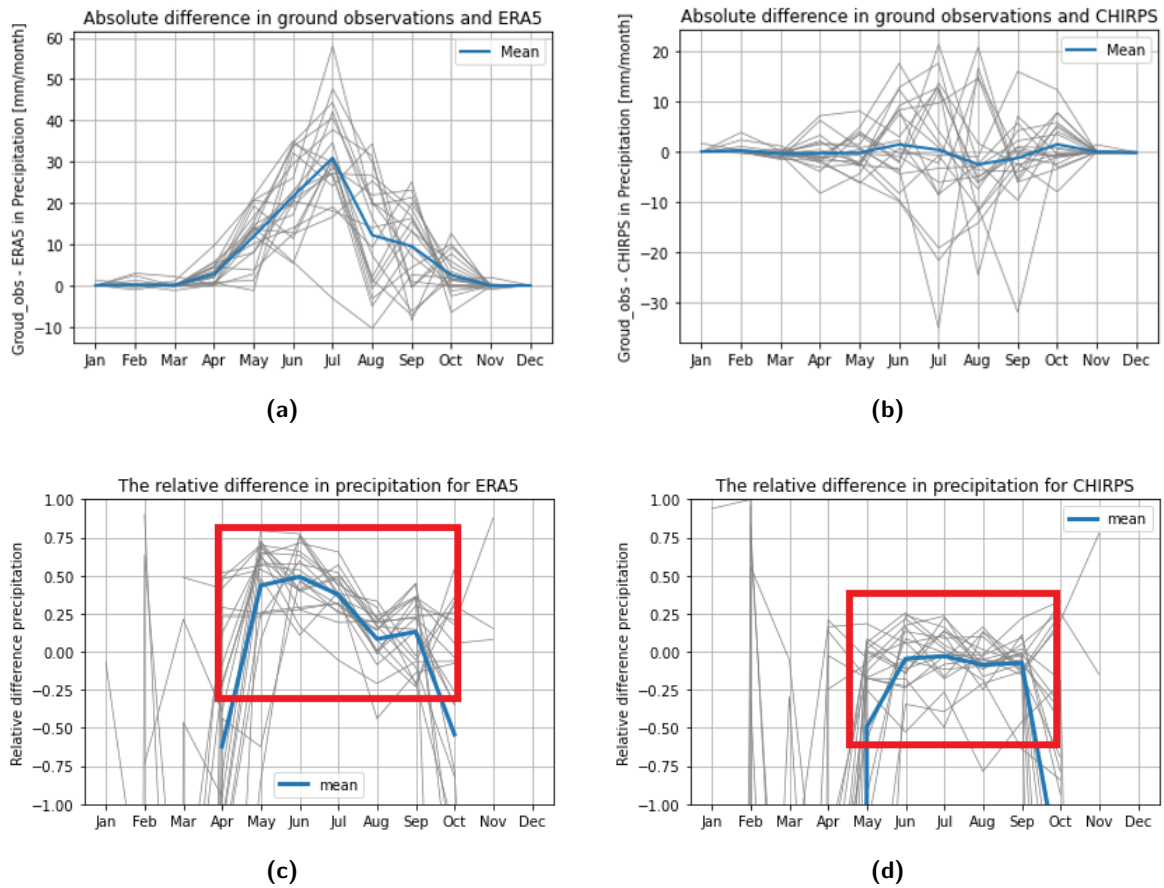 Absolute difference in ground observations and ERA5
Groud_obs - ERA5 in Precipitation [mm/month]
60
50
40
30
20
10
0
−10
Mean
Jan Feb Mar Apr May Jun Jul Aug Sep Oct Nov Dec
(a)
Absolute difference in ground observations and CHIRPS
Groud_obs - CHIRPS in Precipitation [mm/month]
20
10
0
−10
−20
−30
Mean
Jan Feb Mar Apr May Jun Jul Aug Sep Oct Nov Dec
(b)
The relative difference in precipitation for ERA5
Relative difference precipitation
1.00
0.75
0.50
0.25
0.00
−0.25
−0.50
−0.75
−1.00
mean
Jan Feb Mar Apr May Jun Jul Aug Sep Oct Nov Dec
(c)
The relative difference in precipitation for CHIRPS
Relative difference precipitation
1.00
0.75
0.50
0.25
0.00
−0.25
−0.50
−0.75
−1.00
mean
Jan Feb Mar Apr May Jun Jul Aug Sep Oct Nov Dec
(d)